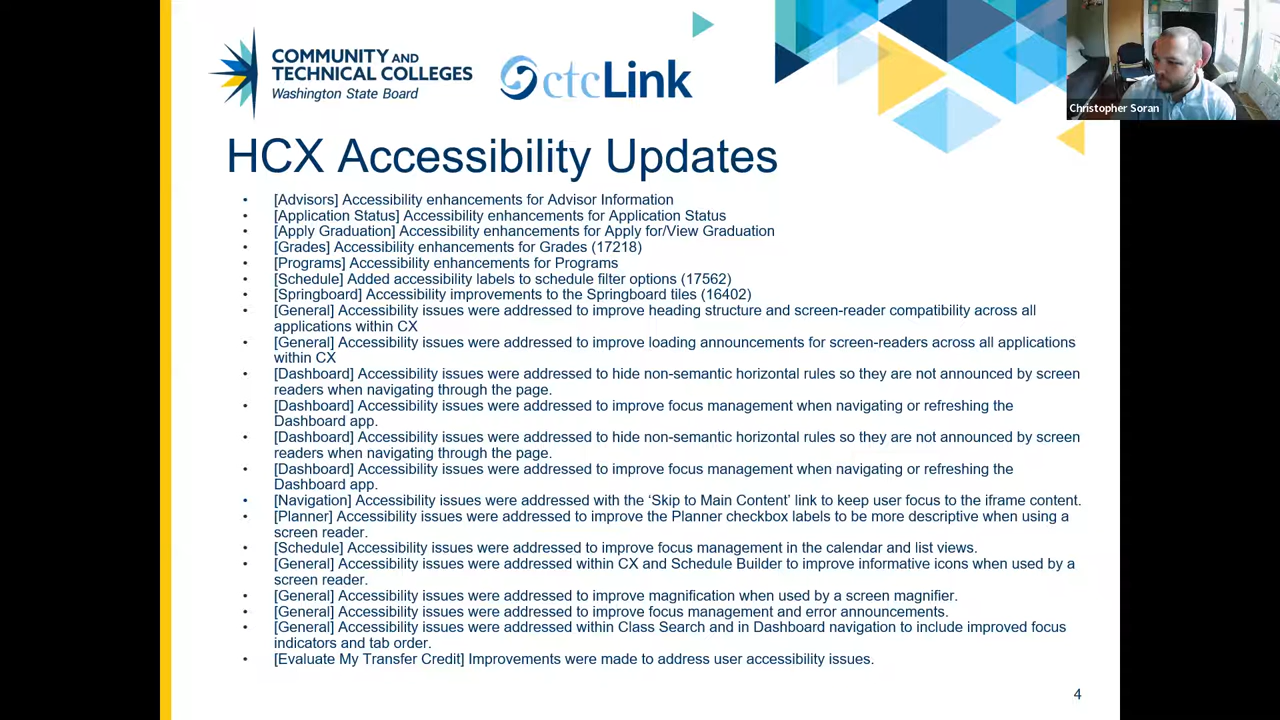 COMMUNITY AND
TECHNICAL COLLEGES
Washington State Board
ctcLink
Christopher Soran
HCX Accessibility Updates
• [Advisors] Accessibility enhancements for Advisor Information
• [Application Status] Accessibility enhancements for Application Status
• [Apply Graduation] Accessibility enhancements for Apply for/View Graduation
• [Grades] Accessibility enhancements for Grades (17218)
• [Programs] Accessibility enhancements for Programs
• [Schedule] Added accessibility labels to schedule filter options (17562)
• [Springboard] Accessibility improvements to the Springboard tiles (16402)
• [General] Accessibility issues were addressed to improve heading structure and screen-reader compatibility across all
applications within CX
• [General] Accessibility issues were addressed to improve loading announcements for screen-readers across all applications
within CX
• [Dashboard] Accessibility issues were addressed to hide non-semantic horizontal rules so they are not announced by screen
readers when navigating through the page.
• [Dashboard] Accessibility issues were addressed to improve focus management when navigating or refreshing the
Dashboard app.
• [Dashboard] Accessibility issues were addressed to hide non-semantic horizontal rules so they are not announced by screen
readers when navigating through the page.
• [Dashboard] Accessibility issues were addressed to improve focus management when navigating or refreshing the
Dashboard app.
• [Navigation] Accessibility issues were addressed with the ‘Skip to Main Content’ link to keep user focus to the iframe content.
• [Planner] Accessibility issues were addressed to improve the Planner checkbox labels to be more descriptive when using a
screen reader.
• [Schedule] Accessibility issues were addressed to improve focus management in the calendar and list views.
• [General] Accessibility issues were addressed within CX and Schedule Builder to improve informative icons when used by a
screen reader.
• [General] Accessibility issues were addressed to improve magnification when used by a screen magnifier.
• [General] Accessibility issues were addressed to improve focus management and error announcements.
• [General] Accessibility issues were addressed within Class Search and in Dashboard navigation to include improved focus
indicators and tab order.
• [Evaluate My Transfer Credit] Improvements were made to address user accessibility issues.
4